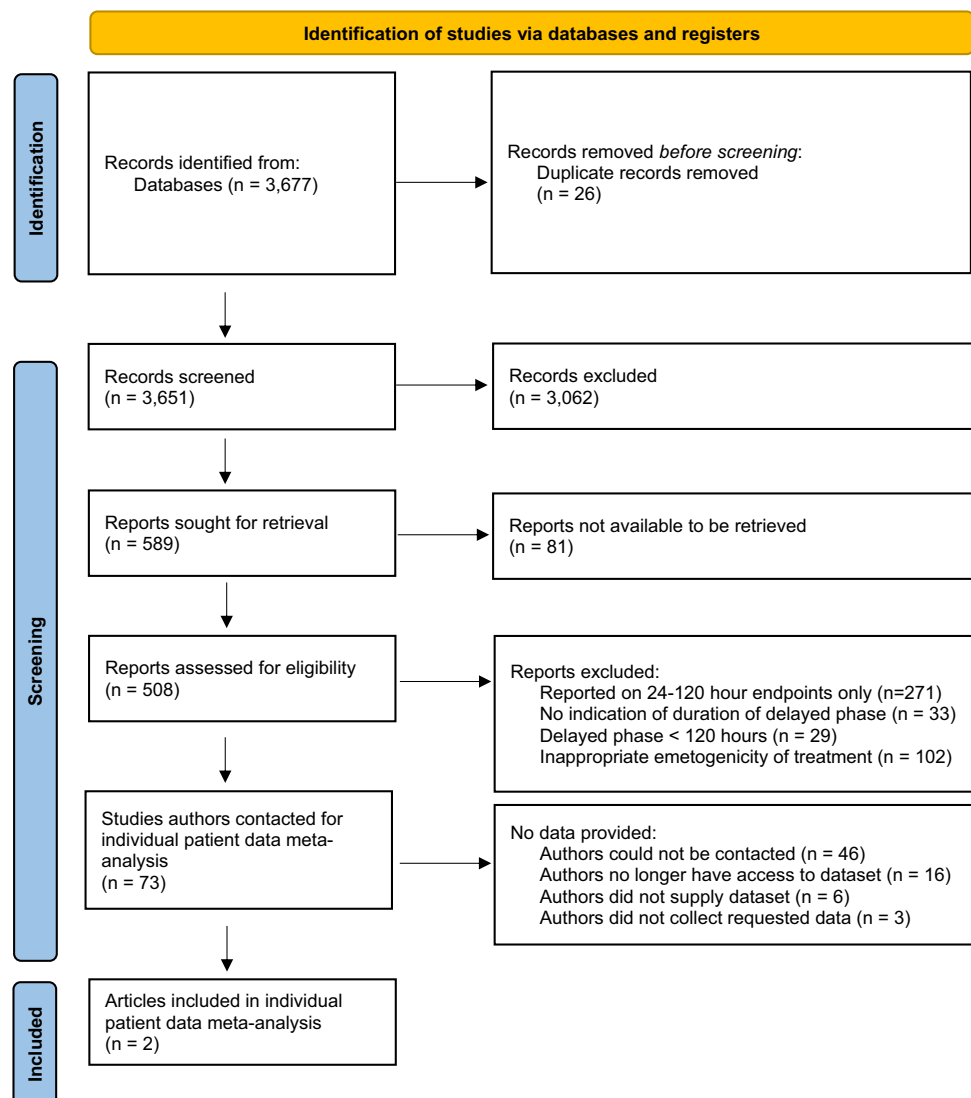 Identification of studies via databases and registers
Identification
Records identified from:
Databases (n = 3,677)
Records removed before screening:
Duplicate records removed
(n = 26)
Screening
Records screened
(n = 3,651)
Records excluded
(n = 3,062)
Reports sought for retrieval
(n = 589)
Reports not available to be retrieved
(n = 81)
Reports assessed for eligibility
(n = 508)
Reports excluded:
Reported on 24-120 hour endpoints only (n=271)
No indication of duration of delayed phase (n = 33)
Delayed phase < 120 hours (n = 29)
Inappropriate emetogenicity of treatment (n = 102)
Studies authors contacted for
individual patient data meta-
analysis
(n = 73)
No data provided:
Authors could not be contacted (n = 46)
Authors no longer have access to dataset (n = 16)
Authors did not supply dataset (n = 6)
Authors did not collect requested data (n = 3)
Included
Articles included in individual
patient data meta-analysis
(n = 2)